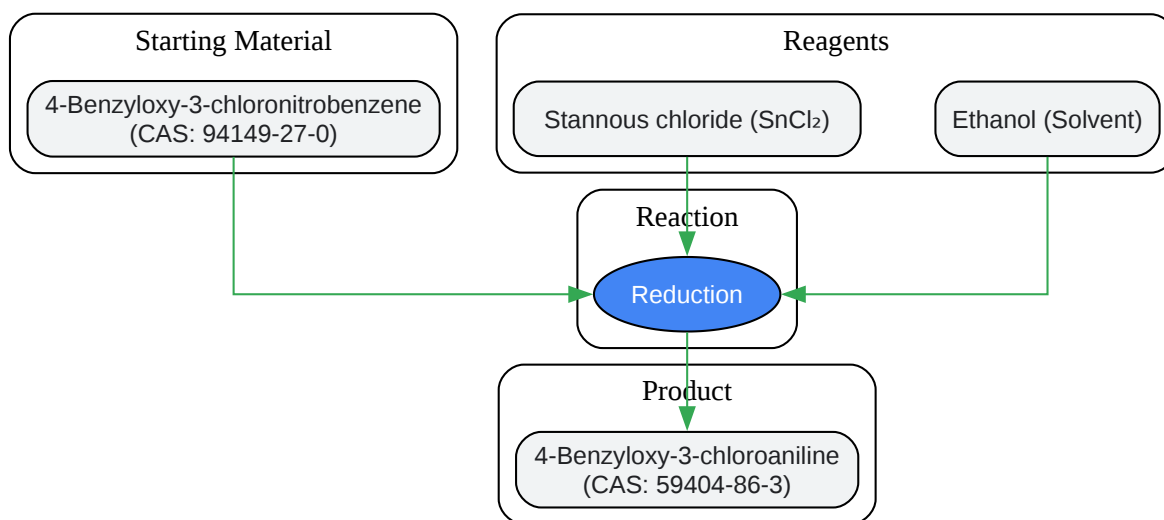 Starting Material
4-Benzyloxy-3-chloronitrobenzene
(CAS: 94149-27-0)
Reagents
Stannous chloride (SnCl₂)
Ethanol (Solvent)
Reaction
Reduction
Product
4-Benzyloxy-3-chloroaniline
(CAS: 59404-86-3)